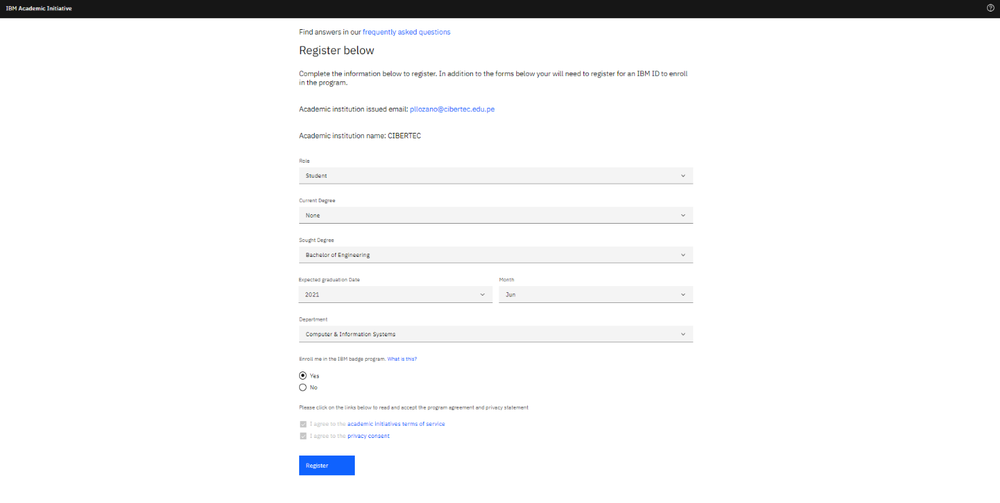 IBM Academic Initiative
Find answers in our frequently asked questions
Register below
Complete the information below to register. In addition to the forms below your will need to register for an IBM ID to enroll
in the program.
Academic institution issued email: pllozano@cibertec.edu.pe
Academic institution name: CIBERTEC
Role
Student
Current Degree
None
Sought Degree
Bachelor of Engineering
Expected graduation Date Month
2021 Jun
Department
Computer & Information Systems
Enroll me in the IBM badge program. What is this?
Yes
No
Please click on the links below to read and accept the program agreement and privacy statement
I agree to the academic initiatives terms of service
I agree to the privacy consent
Register